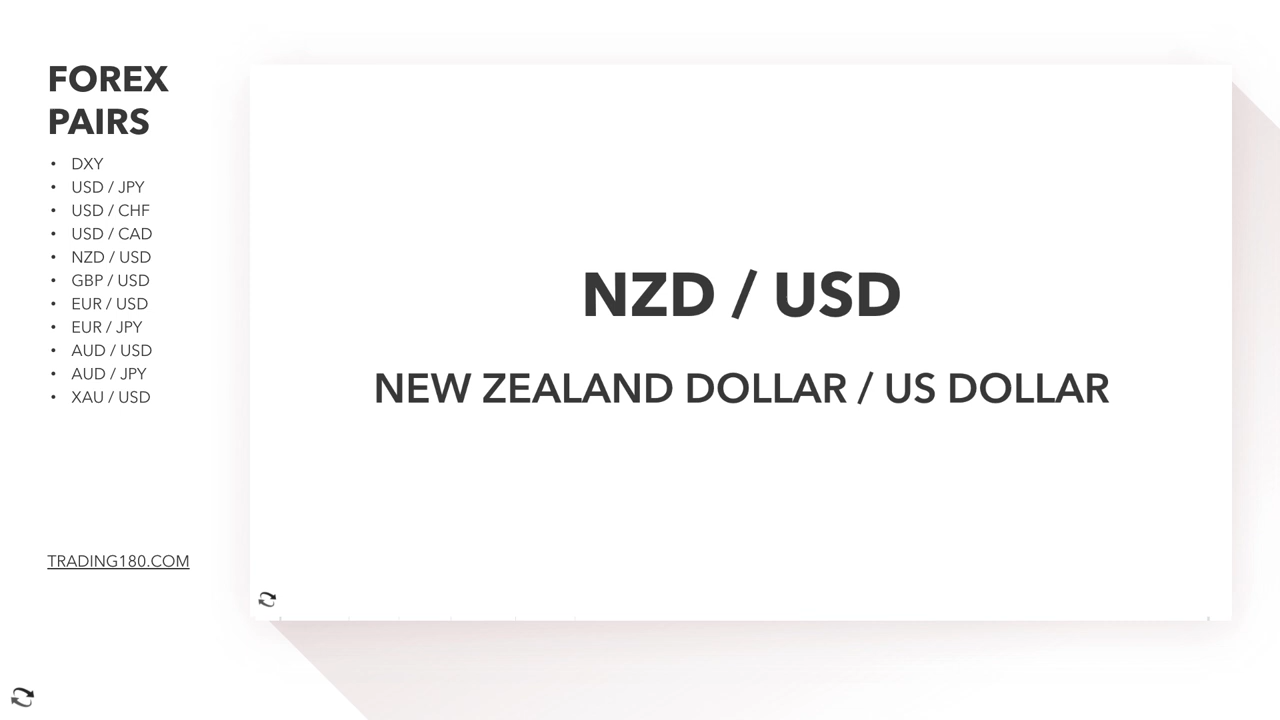 FOREX
PAIRS
• DXY
• USD / JPY
• USD / CHF
• USD / CAD
• NZD / USD
• GBP / USD
• EUR / USD
• EUR / JPY
• AUD / USD
• AUD / JPY
• XAU / USD
TRADING180.COM
NZD / USD
NEW ZEALAND DOLLAR / US DOLLAR